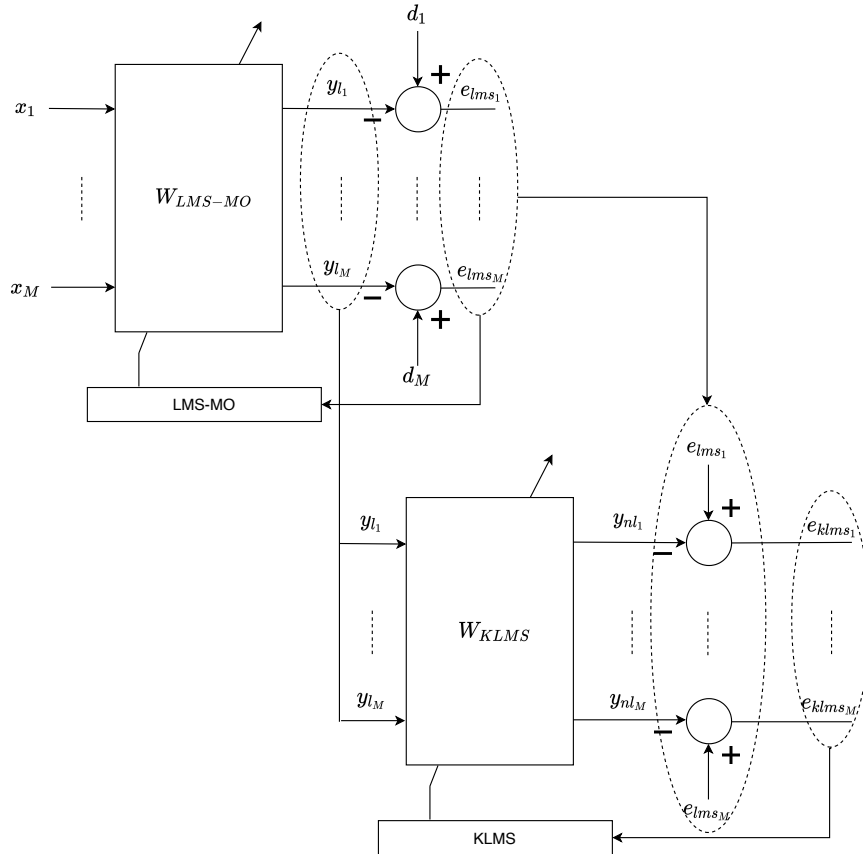 d_1
+
x_1
y_{l_1}
−
e_{lms_1}
W_{LMS-MO}
x_M
y_{l_M}
−
e_{lms_M}
+
d_M
LMS-MO
e_{lms_1}
+
y_{l_1}
y_{nl_1}
−
e_{klms_1}
W_{KLMS}
y_{l_M}
y_{nl_M}
−
e_{klms_M}
+
e_{lms_M}
KLMS